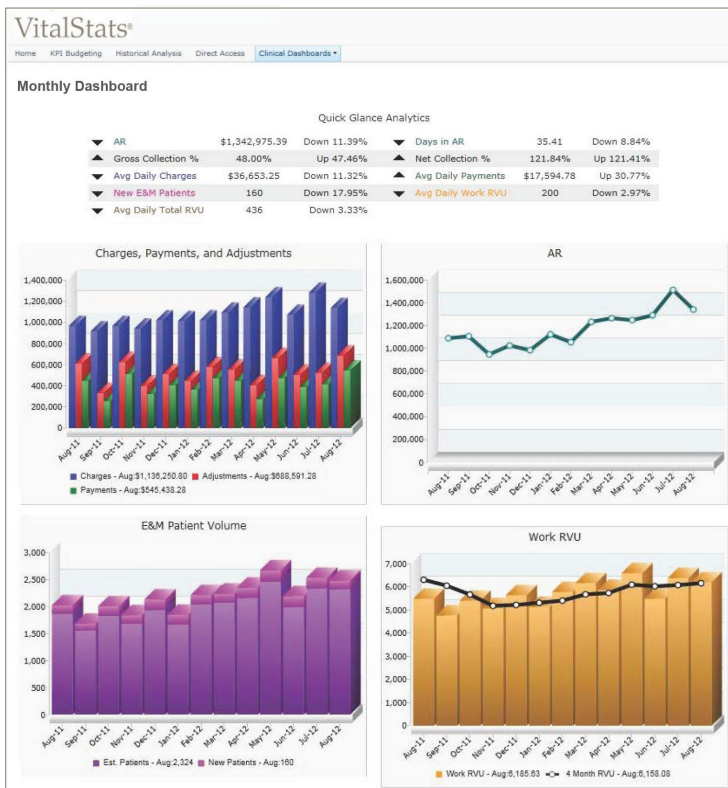 VitalStats®
Home KPI Budgeting Historical Analysis Direct Access Clinical Dashboards
Monthly Dashboard
Quick Glance Analytics
AR $1,342,975.39 Down 11.39% Days in AR 35.41 Down 8.84%
Gross Collection % 48.00% Up 47.46% Net Collection % 121.84% Up 121.41%
Avg Daily Charges $36,653.25 Down 11.32% Avg Daily Payments $17,594.78 Up 30.77%
New E&M Patients 160 Down 17.95% Avg Daily Work RVU 200 Down 2.97%
Avg Daily Total RVU 436 Down 3.33%
Charges, Payments, and Adjustments
1,400,000
1,200,000
1,000,000
800,000
600,000
400,000
200,000
0
Aug-11 Sep-11 Oct-11 Nov-11 Dec-11 Jan-12 Feb-12 Mar-12 Apr-12 May-12 Jun-12 Jul-12 Aug-12
Charges - Aug:$1,136,250.80 Adjustments - Aug:$688,591.28
Payments - Aug:$545,438.28
AR
1,600,000
1,400,000
1,200,000
1,000,000
800,000
600,000
400,000
200,000
0
Aug-11 Sep-11 Oct-11 Nov-11 Dec-11 Jan-12 Feb-12 Mar-12 Apr-12 May-12 Jun-12 Jul-12 Aug-12
E&M Patient Volume
3,000
2,500
2,000
1,500
1,000
500
0
Aug-11 Sep-11 Oct-11 Nov-11 Dec-11 Jan-12 Feb-12 Mar-12 Apr-12 May-12 Jun-12 Jul-12 Aug-12
Est. Patients - Aug:2,324 New Patients - Aug:160
Work RVU
7,000
6,000
5,000
4,000
3,000
2,000
1,000
0
Aug-11 Sep-11 Oct-11 Nov-11 Dec-11 Jan-12 Feb-12 Mar-12 Apr-12 May-12 Jun-12 Jul-12 Aug-12
Work RVU - Aug:6,185.63 4 Month RVU - Aug:6,158.08